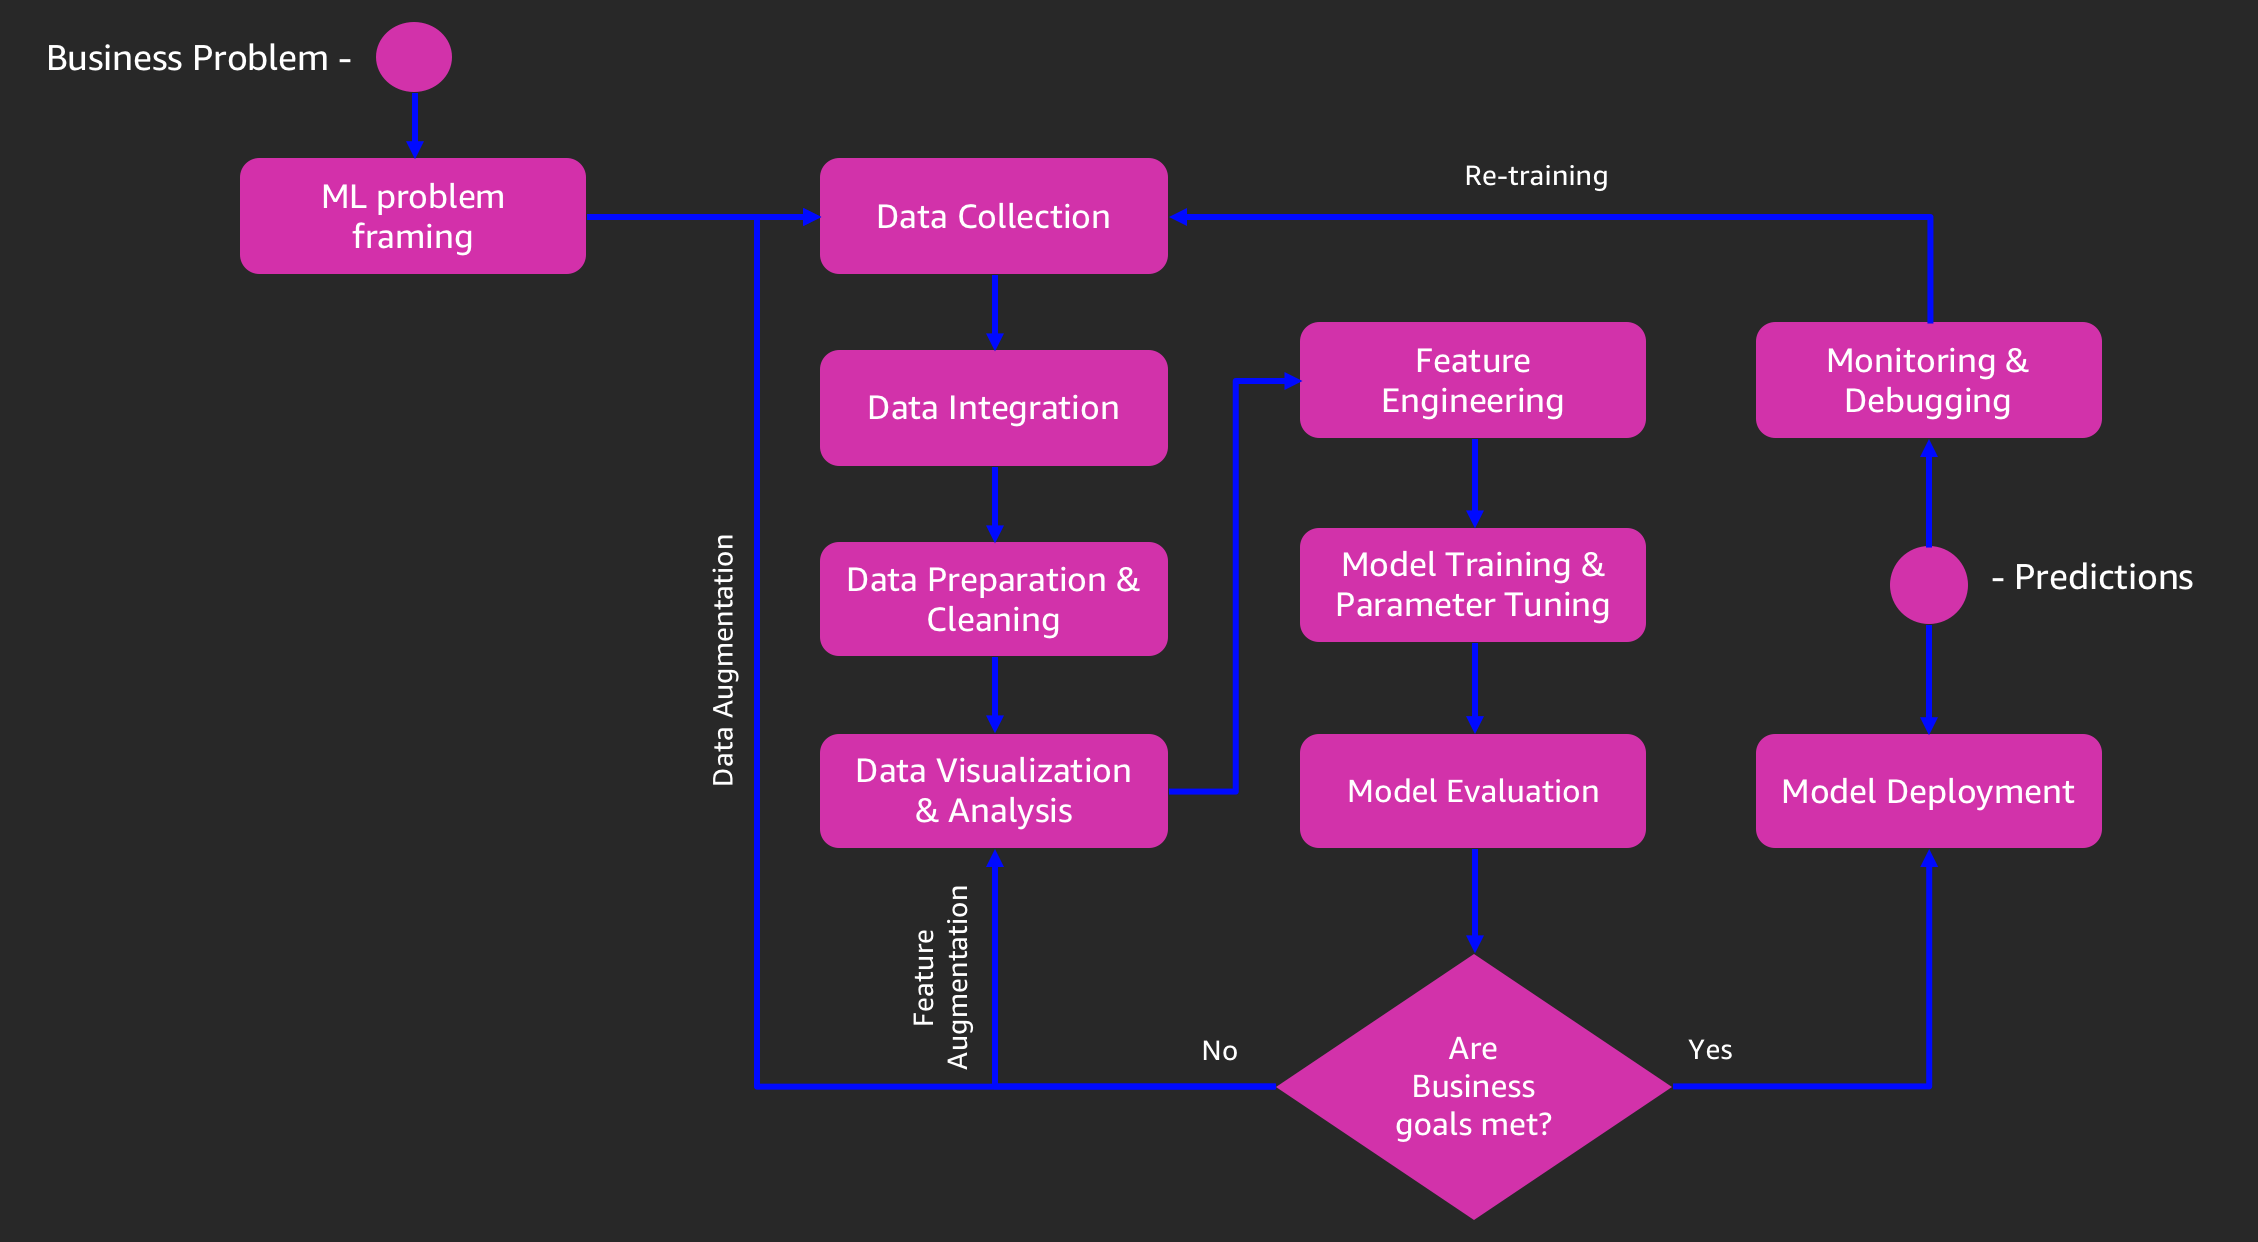 Business Problem -
ML problem
framing
Data Collection
Re-training
Data Integration
Feature
Engineering
Monitoring &
Debugging
Data Preparation &
Cleaning
Model Training &
Parameter Tuning
- Predictions
Data Augmentation
Data Visualization
& Analysis
Model Evaluation
Model Deployment
Feature
Augmentation
No
Are
Business
goals met?
Yes